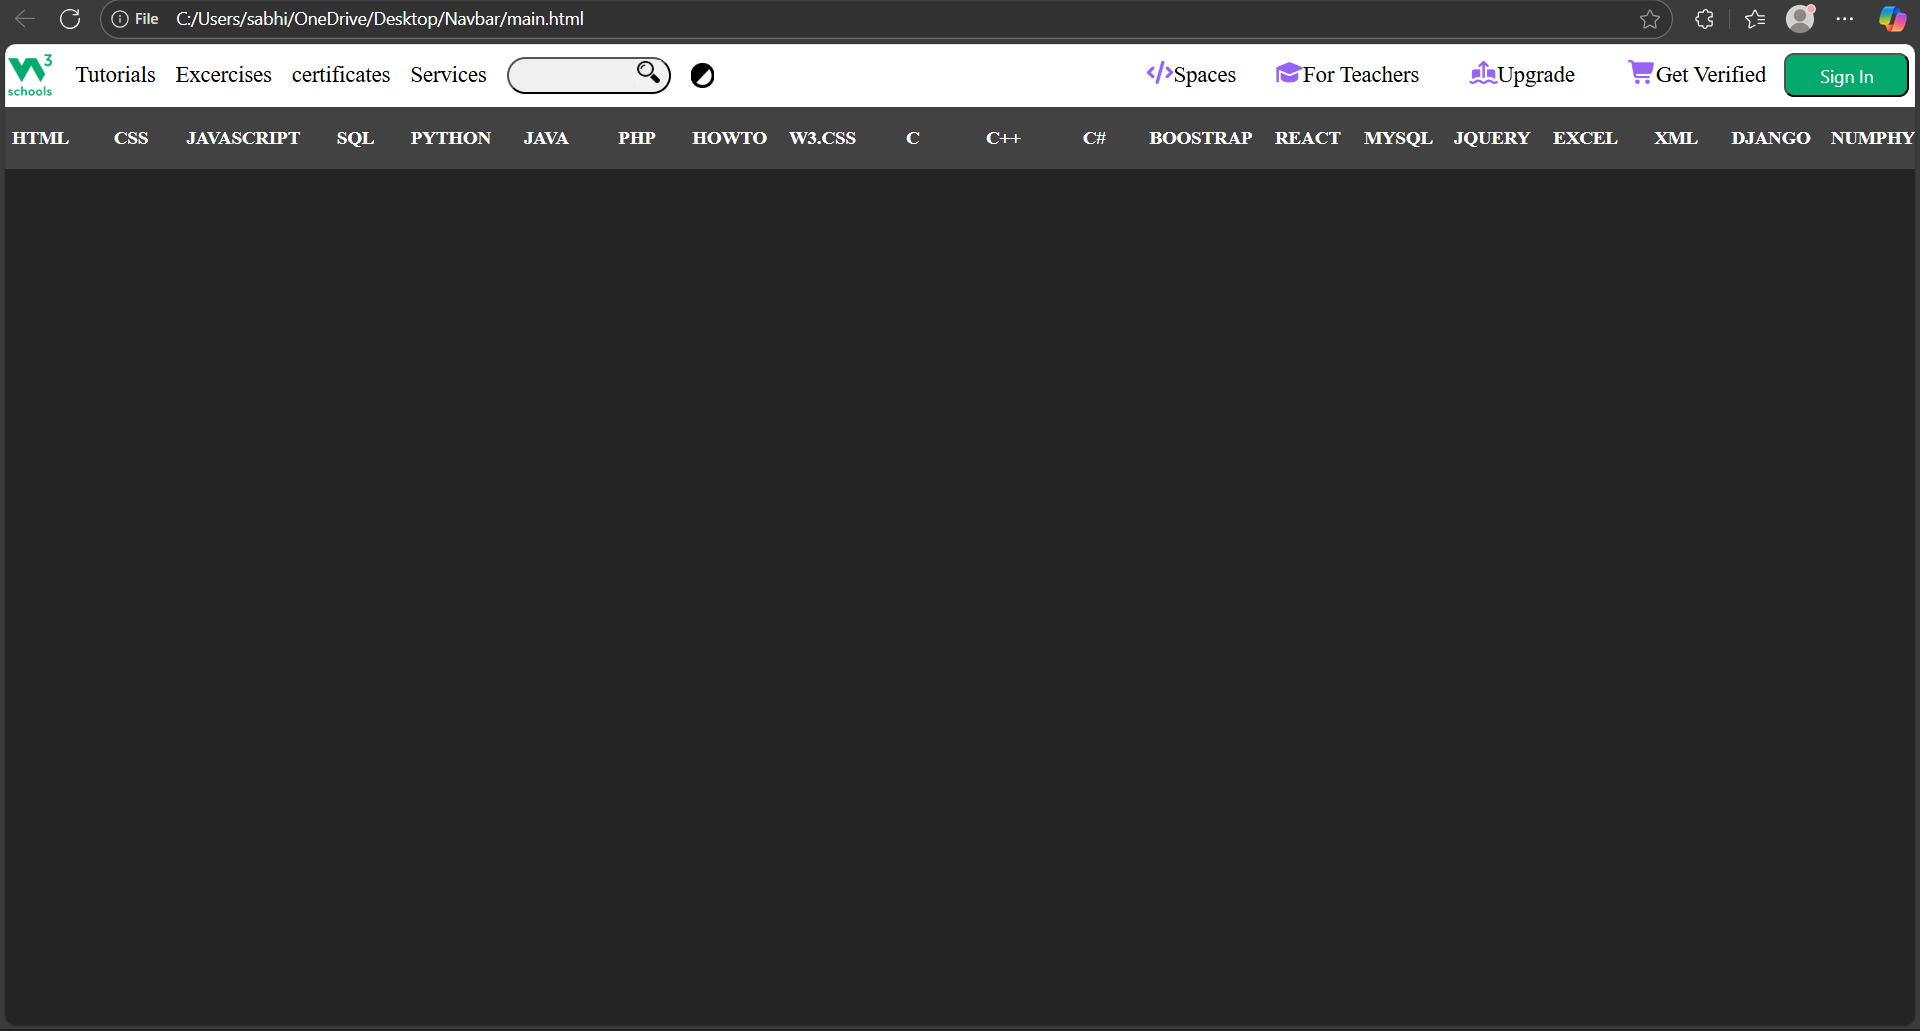 File C:/Users/sabhi/OneDrive/Desktop/Navbar/main.html
W3 schools Tutorials Excercises certificates Services </>Spaces For Teachers Upgrade Get Verified Sign In
HTML CSS JAVASCRIPT SQL PYTHON JAVA PHP HOWTO W3.CSS C C++ C# BOOSTRAP REACT MYSQL JQUERY EXCEL XML DJANGO NUMPHY